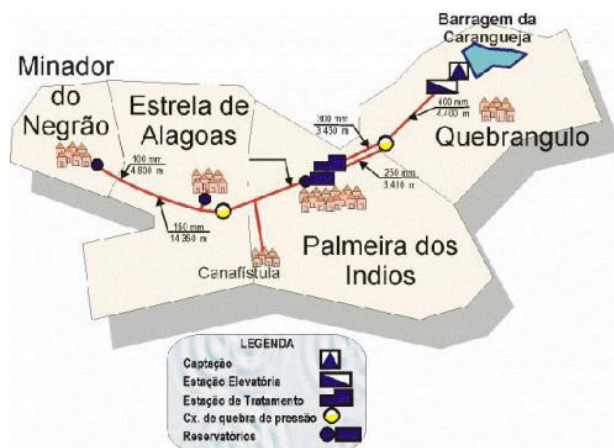 Barragem da
Carangueja
Minador
do
Negrão
Estrela de
Alagoas
300 mm
3.450 m
400 mm
4.400 m
Quebrangulo
100 mm
4.800 m
250 mm
3.410 m
150 mm
14.350 m
Palmeira dos
Indios
Canafístula
LEGENDA
Captação
Estação Elevatória
Estação de Tratamento
Cx. de quebra de pressão
Reservatórios